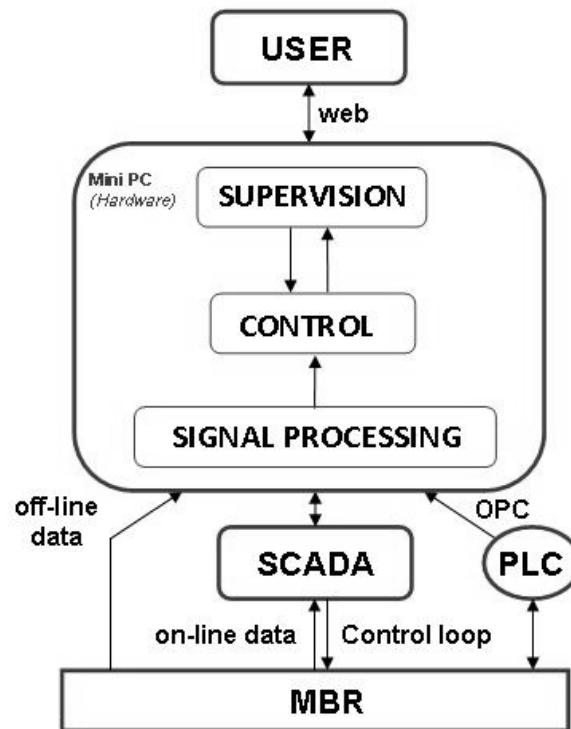 USER
web
Mini PC
(Hardware)
SUPERVISION
CONTROL
SIGNAL PROCESSING
off-line
data
OPC
SCADA
PLC
on-line data
Control loop
MBR